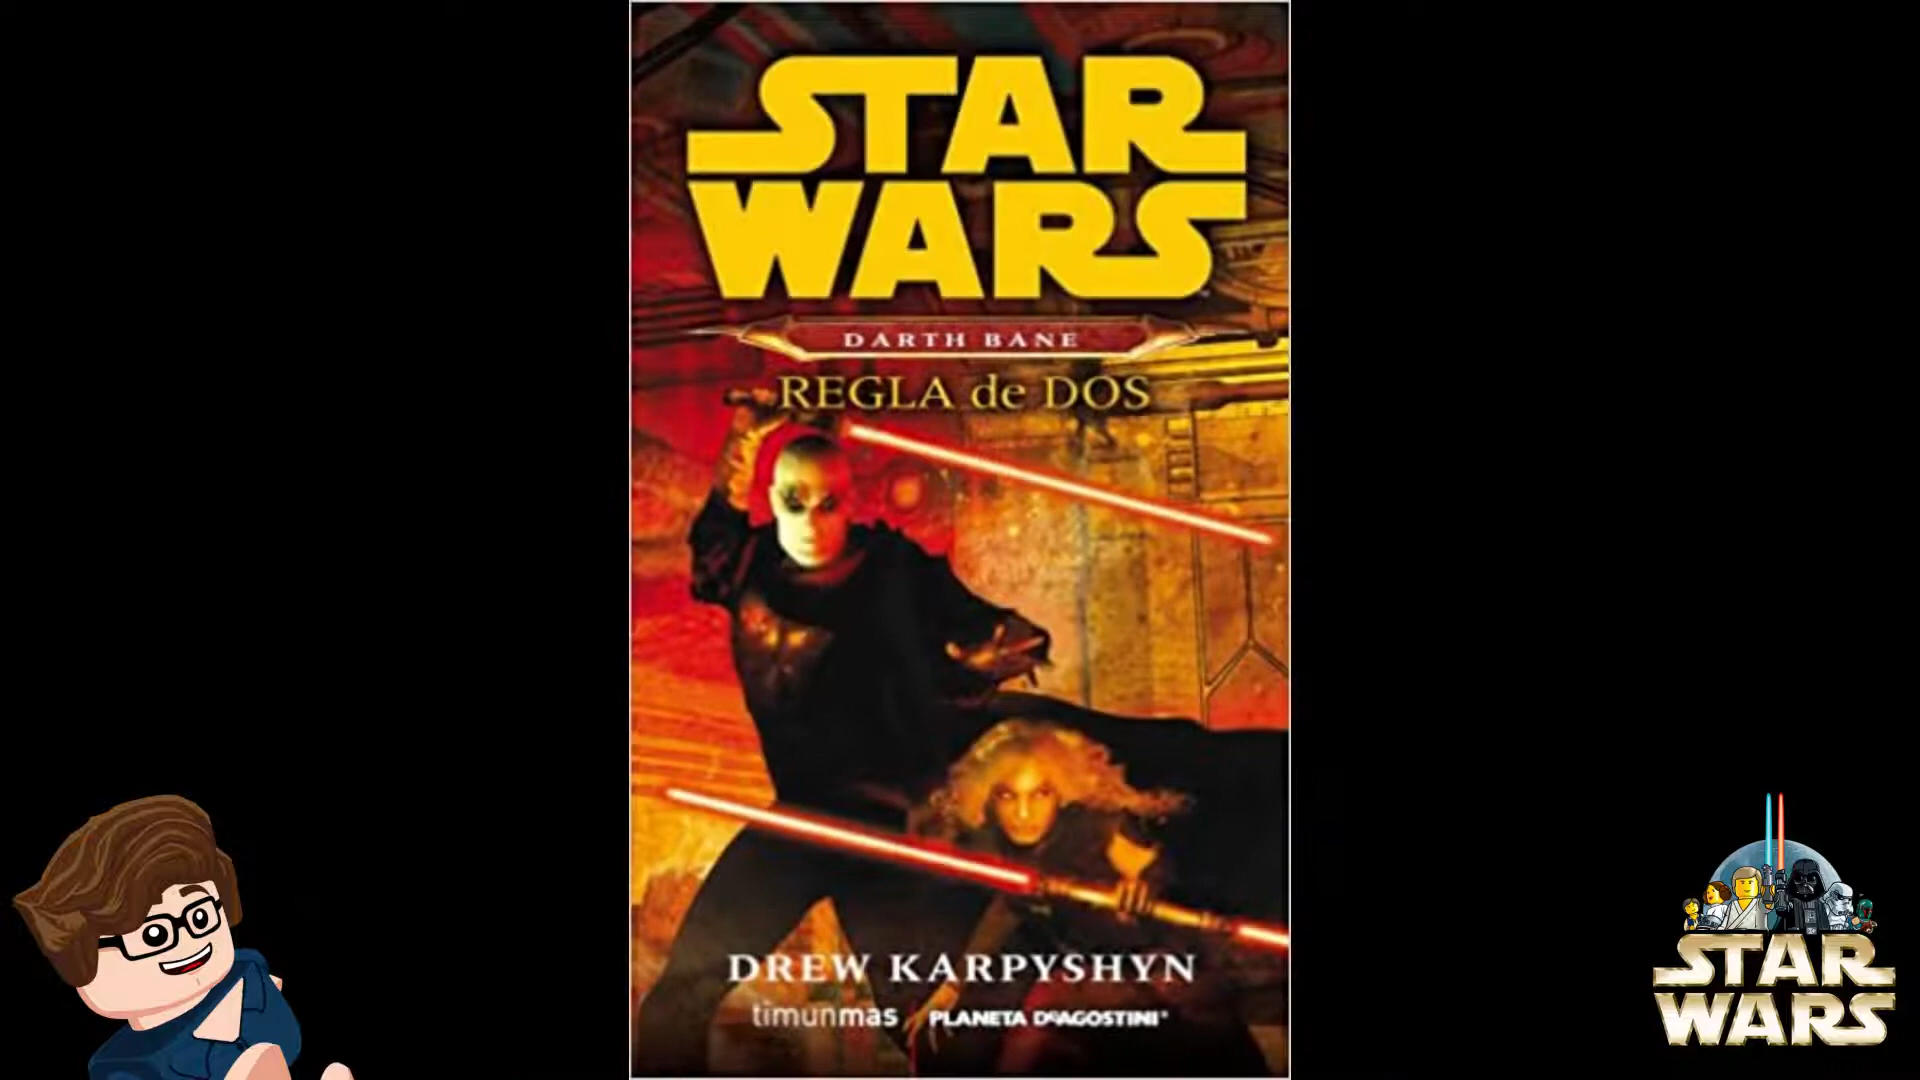 STAR
WARS
DARTH BANE
REGLA de DOS
DREW KARPYSHYN
timunmas PLANETA DEAGOSTINI
STAR
WARS